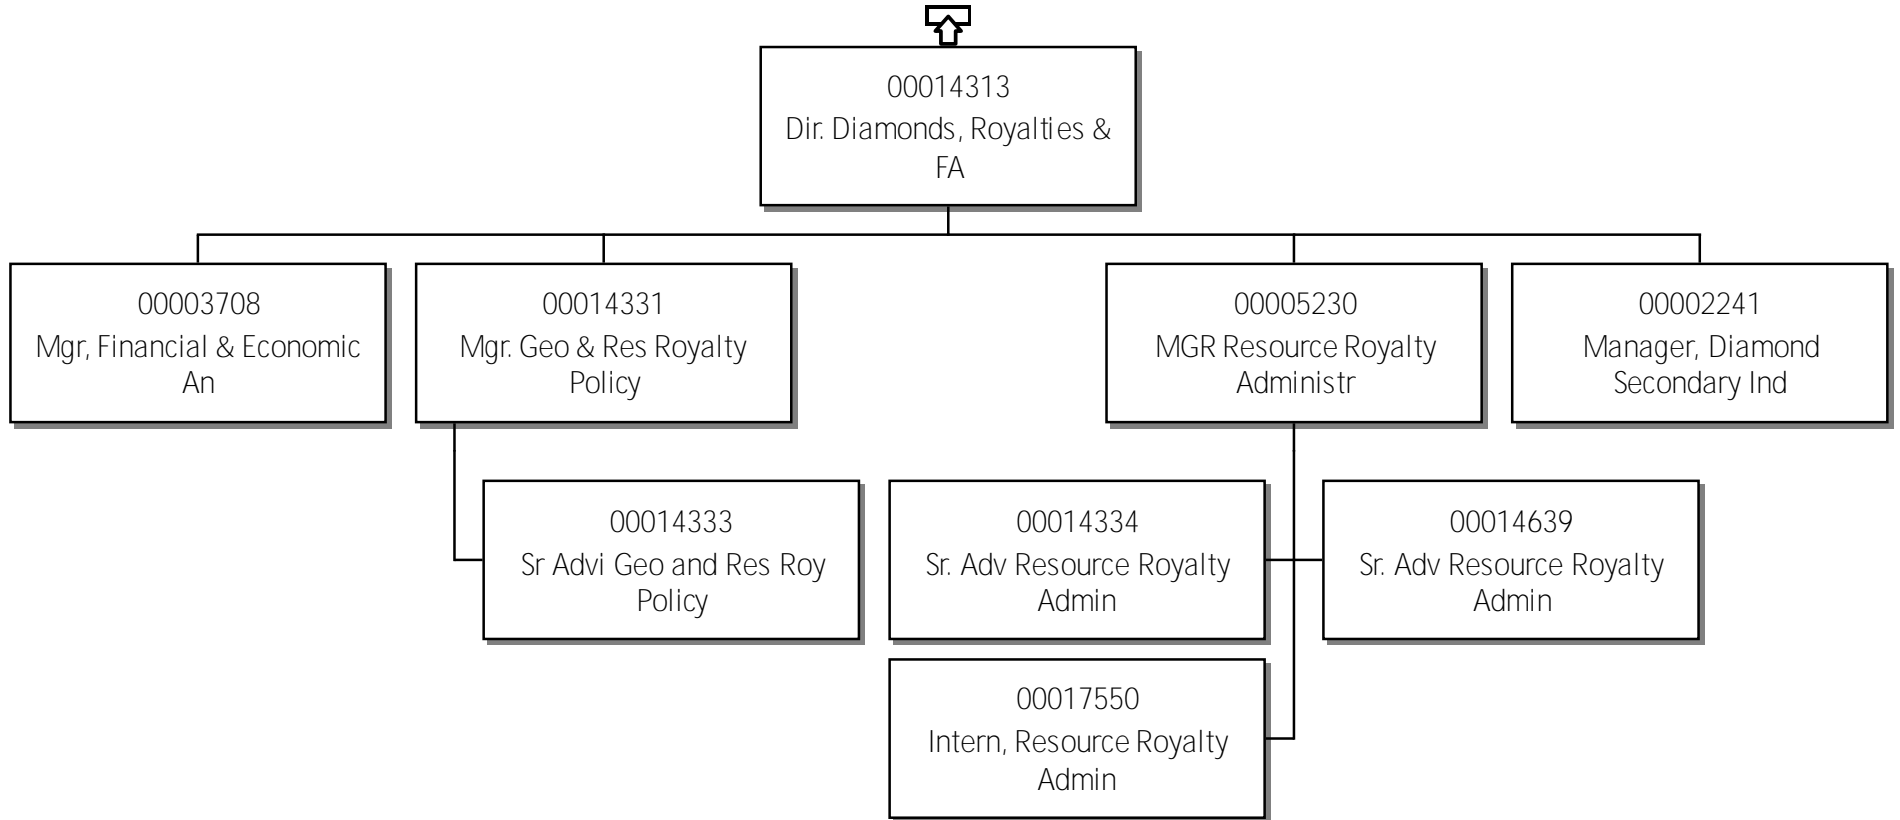 00014313
Dir. Diamonds, Royalties &
FA
00003708
Mgr, Financial & Economic
An
00014331
Mgr. Geo & Res Royalty
Policy
00005230
MGR Resource Royalty
Administr
00002241
Manager, Diamond
Secondary Ind
00014333
Sr Advi Geo and Res Roy
Policy
00014334
Sr. Adv Resource Royalty
Admin
00014639
Sr. Adv Resource Royalty
Admin
00017550
Intern, Resource Royalty
Admin